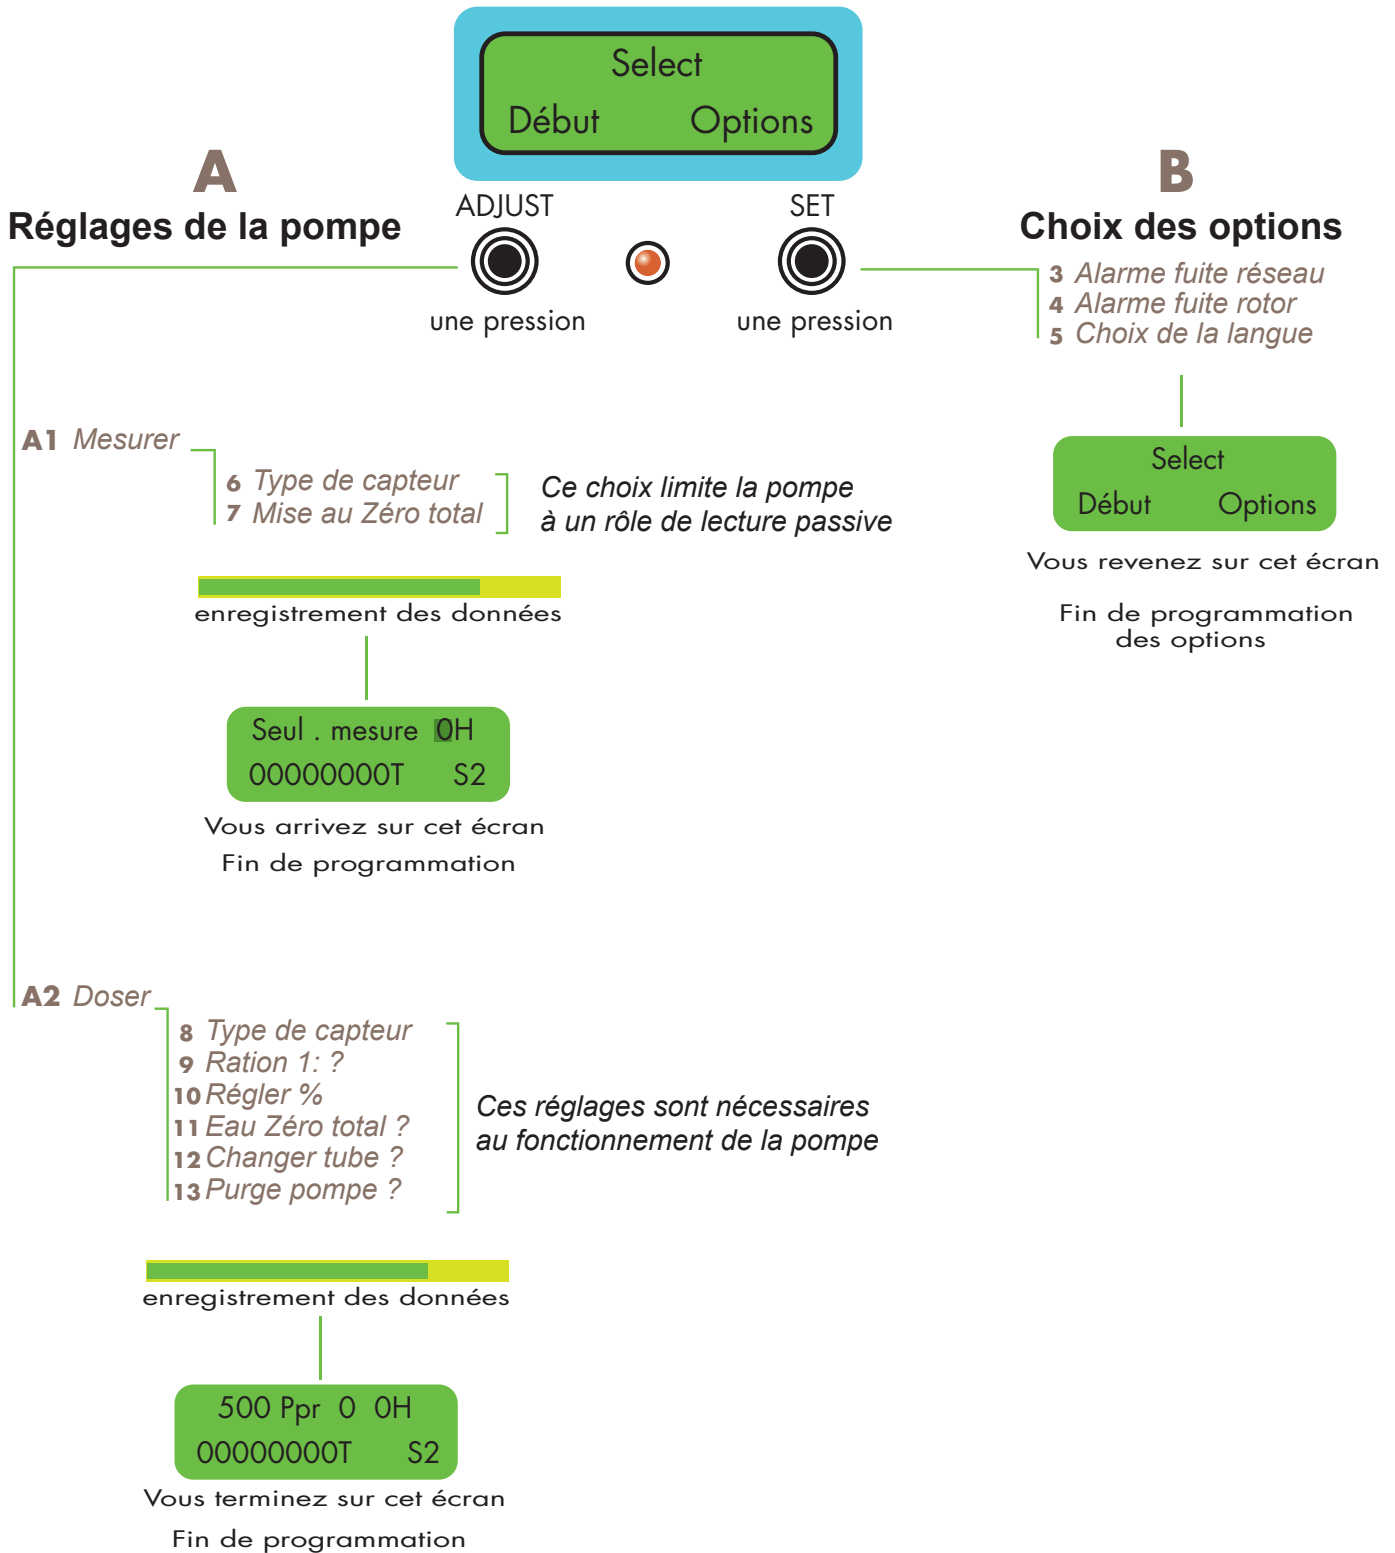 Select
Début Options
A
Réglages de la pompe
ADJUST
une pression
SET
une pression
B
Choix des options
3 Alarme fuite réseau
4 Alarme fuite rotor
5 Choix de la langue
Select
Début Options
Vous revenez sur cet écran
Fin de programmation
des options
A1 Mesurer
6 Type de capteur
7 Mise au Zéro total
Ce choix limite la pompe
à un rôle de lecture passive
enregistrement des données
Seul . mesure 0H
00000000T S2
Vous arrivez sur cet écran
Fin de programmation
A2 Doser
8 Type de capteur
9 Ration 1: ?
10 Régler %
11 Eau Zéro total ?
12 Changer tube ?
13 Purge pompe ?
Ces réglages sont nécessaires
au fonctionnement de la pompe
enregistrement des données
500 Ppr 0 0H
00000000T S2
Vous terminez sur cet écran
Fin de programmation